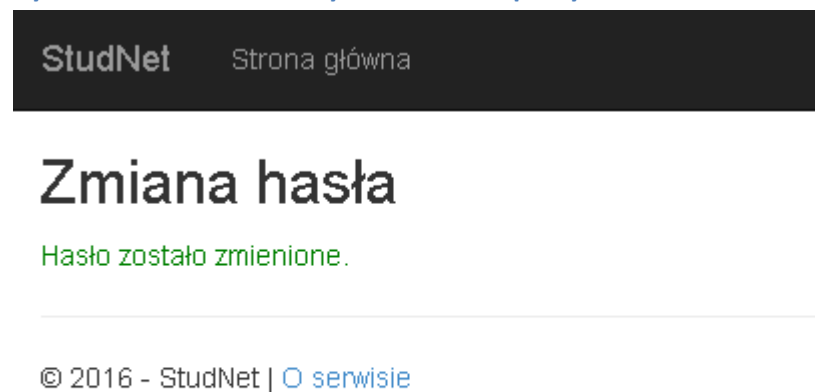 StudNet Strona główna
Zmiana hasła
Hasło zostało zmienione.
© 2016 - StudNet | O serwisie